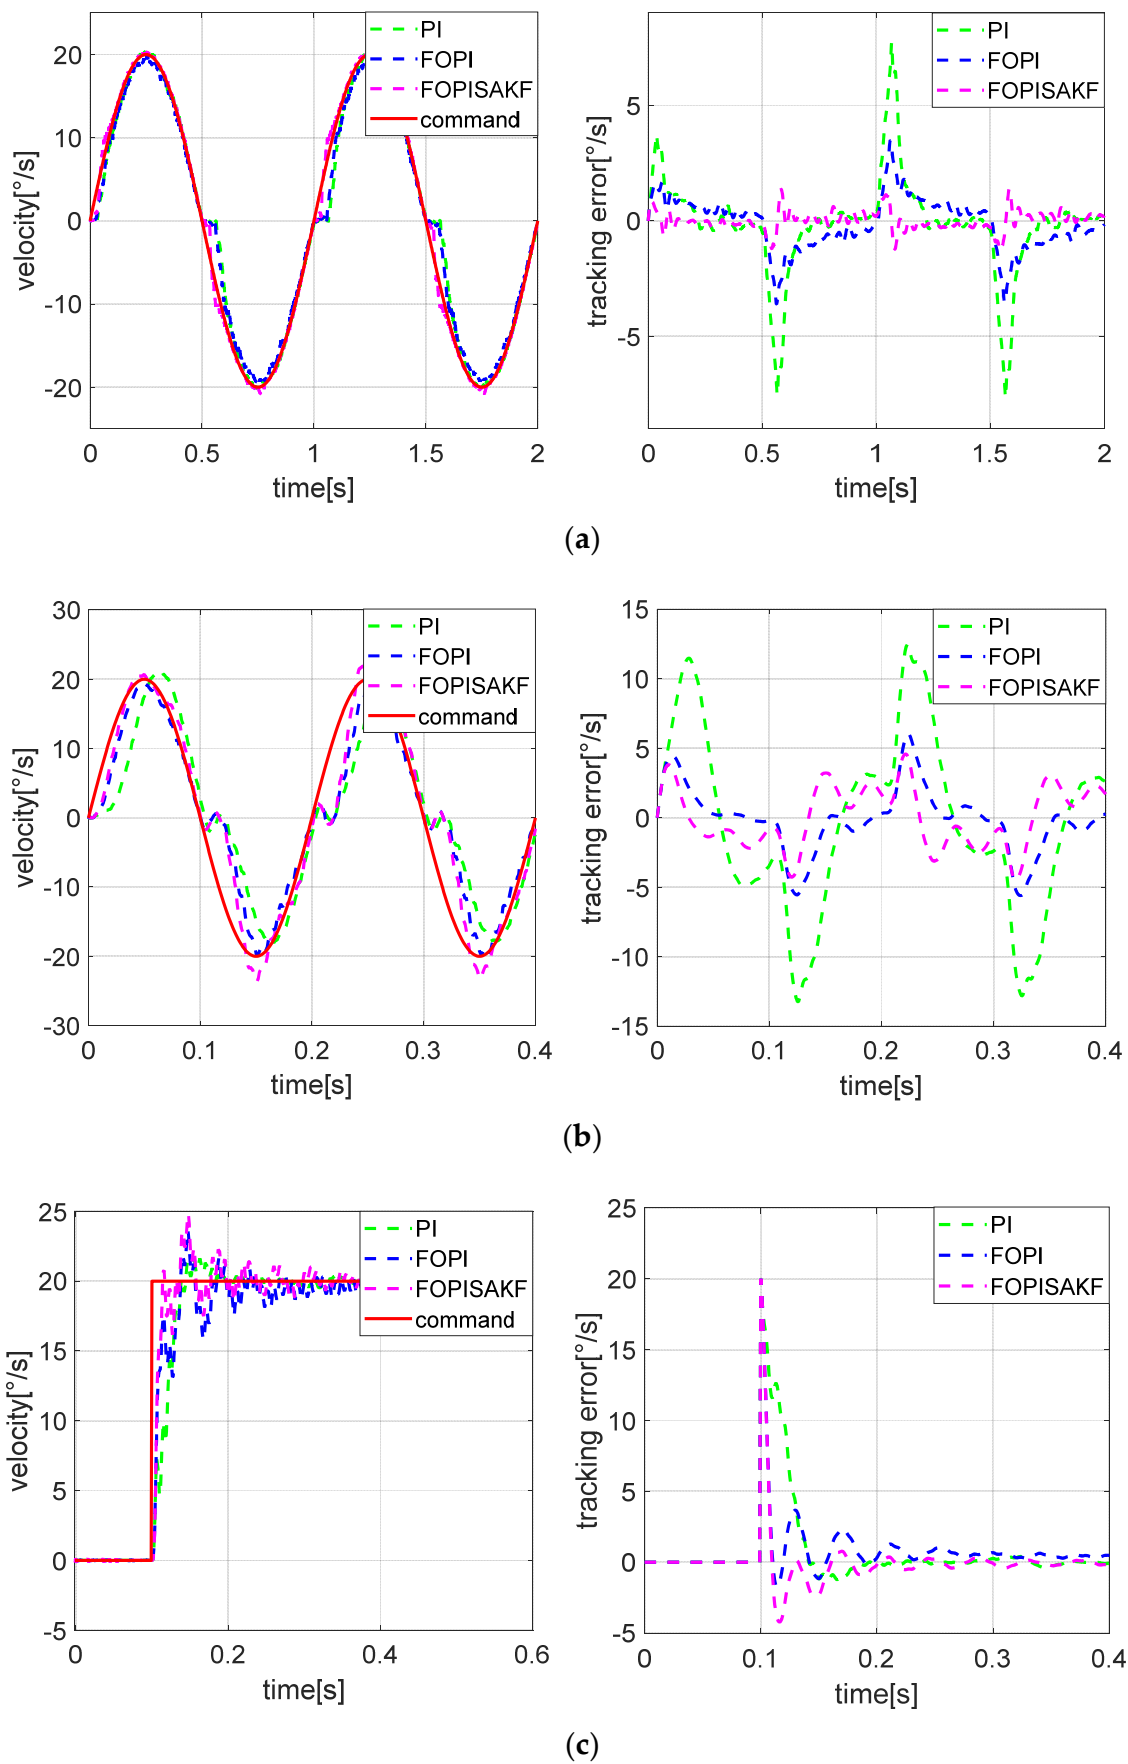 PI
FOPI
FOPISAKF
command
20
10
0
-10
-20
velocity[°/s]
0
0.5
1
1.5
2
time[s]
PI
FOPI
FOPISAKF
5
0
-5
tracking error[°/s]
0
0.5
1
1.5
2
time[s]
(a)
PI
FOPI
FOPISAKF
command
30
20
10
0
-10
-20
-30
velocity[°/s]
0
0.1
0.2
0.3
0.4
time[s]
PI
FOPI
FOPISAKF
15
10
5
0
-5
-10
-15
tracking error[°/s]
0
0.1
0.2
0.3
0.4
time[s]
(b)
PI
FOPI
FOPISAKF
command
25
20
15
10
5
0
-5
velocity[°/s]
0
0.2
0.4
0.6
time[s]
PI
FOPI
FOPISAKF
25
20
15
10
5
0
-5
tracking error[°/s]
0
0.1
0.2
0.3
0.4
time[s]
(c)